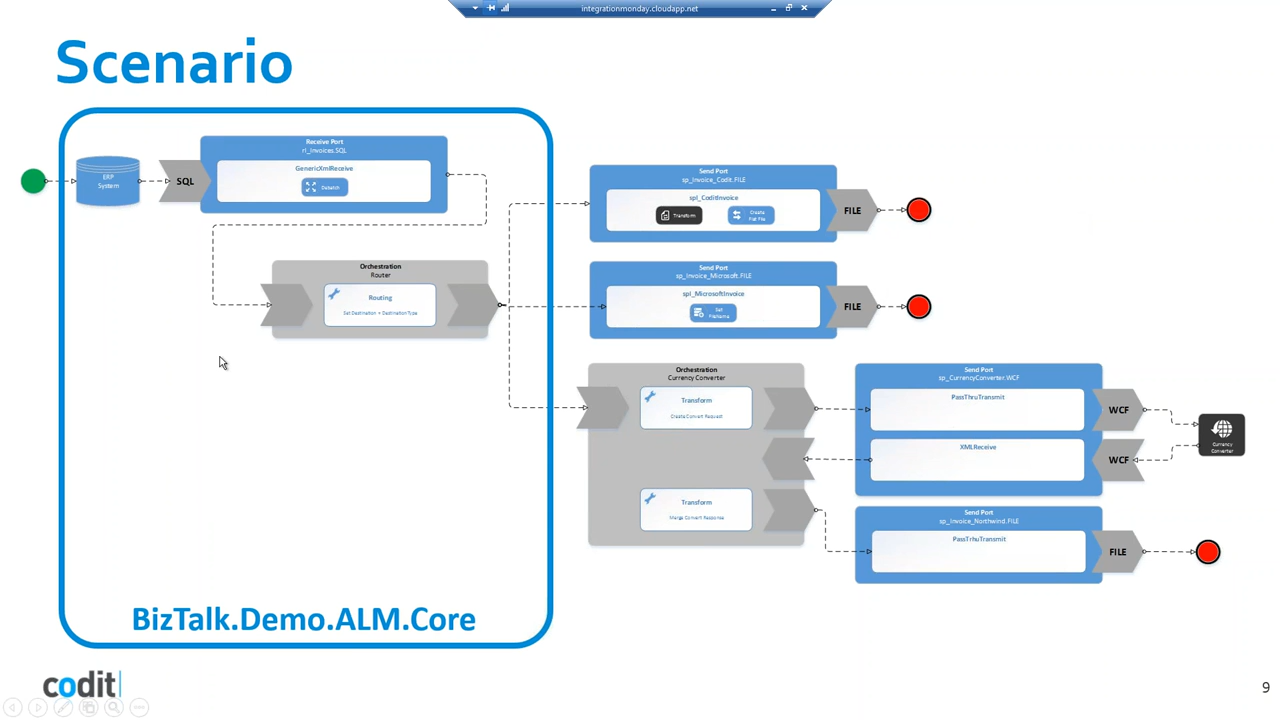 integrationmonday.cloudapp.net
Scenario
ERP
System
SQL
Receive Port
rl_Invoices.SQL
GenericXmlReceive
Debatch
Orchestration
Router
Routing
Set Destination + DestinationType
BizTalk.Demo.ALM.Core
Send Port
sp_Invoice_Codit.FILE
spl_CoditInvoice
Transform
Create
Flat File
FILE
Send Port
sp_Invoice_Microsoft.FILE
spl_MicrosoftInvoice
Set
FileName
FILE
Orchestration
Currency Converter
Transform
Create Convert Request
Transform
Merge Convert Response
Send Port
sp_CurrencyConverter.WCF
PassThruTransmit
WCF
XMLReceive
WCF
Currency
Converter
Send Port
sp_Invoice_Northwind.FILE
PassTrhuTransmit
FILE
codit
9